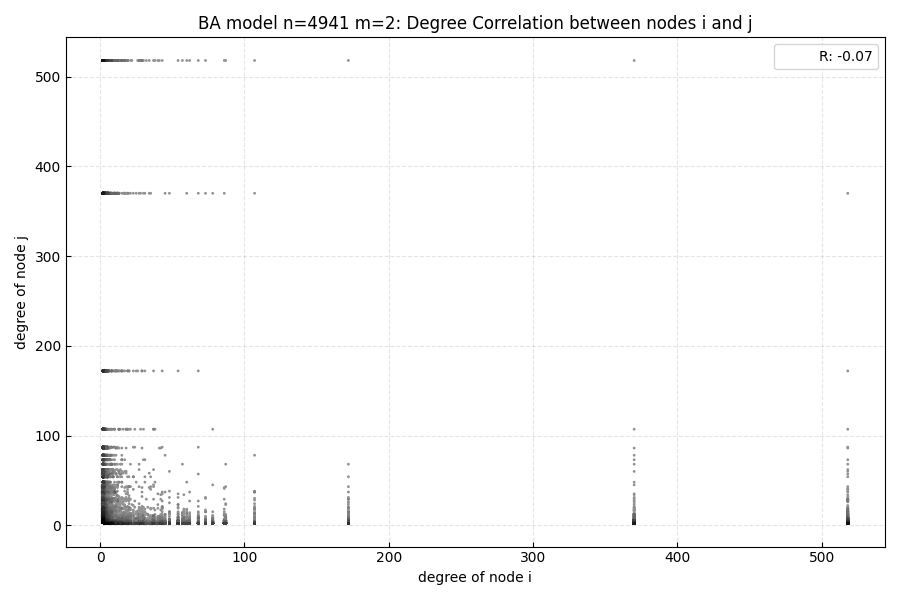 BA model n=4941 m=2: Degree Correlation between nodes i and j
R: -0.07
500
400
300
200
100
0
degree of node j
0 100 200 300 400 500
degree of node i